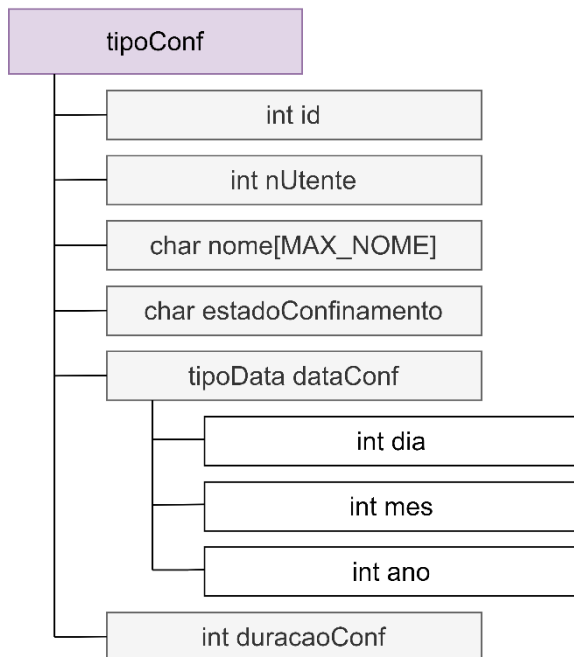 tipoConf
int id
int nUtente
char nome[MAX_NOME]
char estadoConfinamento
tipoData dataConf
int dia
int mes
int ano
int duracaoConf